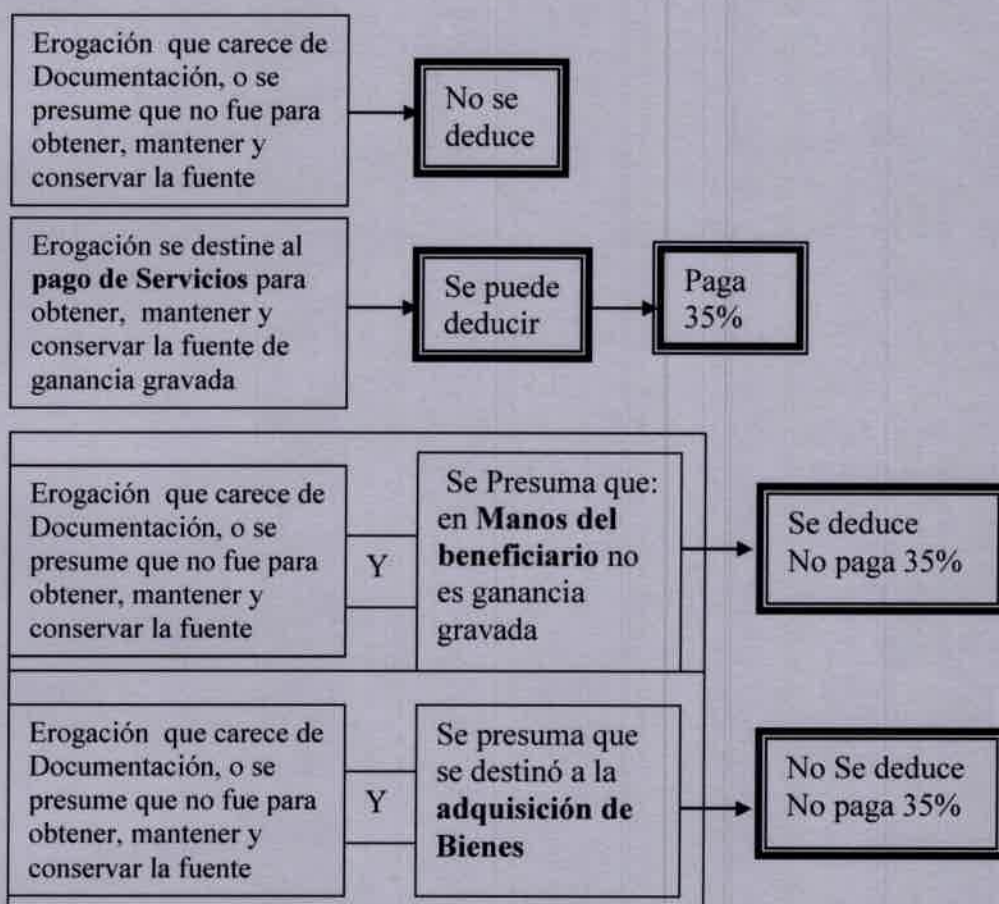 Erogación que carece de
Documentación, o se
presume que no fue para
obtener, mantener y
conservar la fuente
No se
deduce
Erogación se destine al
pago de Servicios para
obtener, mantener y
conservar la fuente de
ganancia gravada
Se puede
deducir
Paga
35%
Erogación que carece de
Documentación, o se
presume que no fue para
obtener, mantener y
conservar la fuente
Y
Se Presuma que:
en Manos del
beneficiario no
es ganancia
gravada
Se deduce
No paga 35%
Erogación que carece de
Documentación, o se
presume que no fue para
obtener, mantener y
conservar la fuente
Y
Se presuma que
se destinó a la
adquisición de
Bienes
No Se deduce
No paga 35%